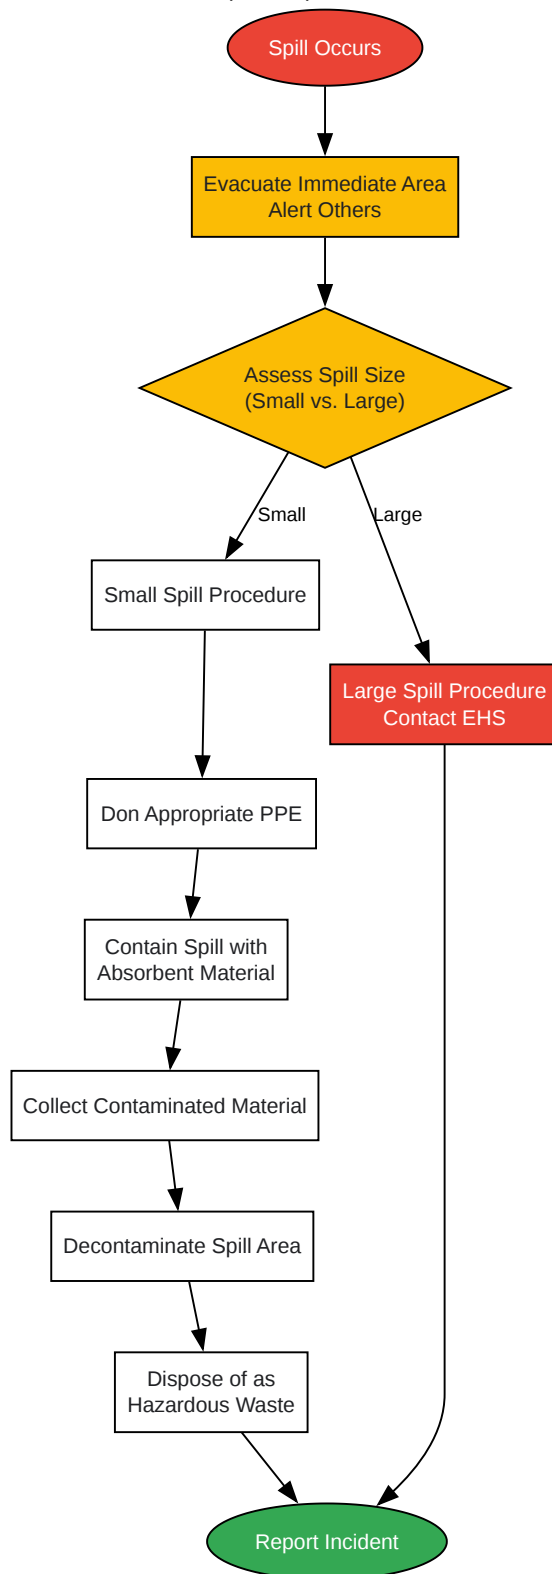 Spill Occurs
Evacuate Immediate Area
Alert Others
Assess Spill Size
(Small vs. Large)
Small
Large
Small Spill Procedure
Large Spill Procedure
Contact EHS
Don Appropriate PPE
Contain Spill with
Absorbent Material
Collect Contaminated Material
Decontaminate Spill Area
Dispose of as
Hazardous Waste
Report Incident